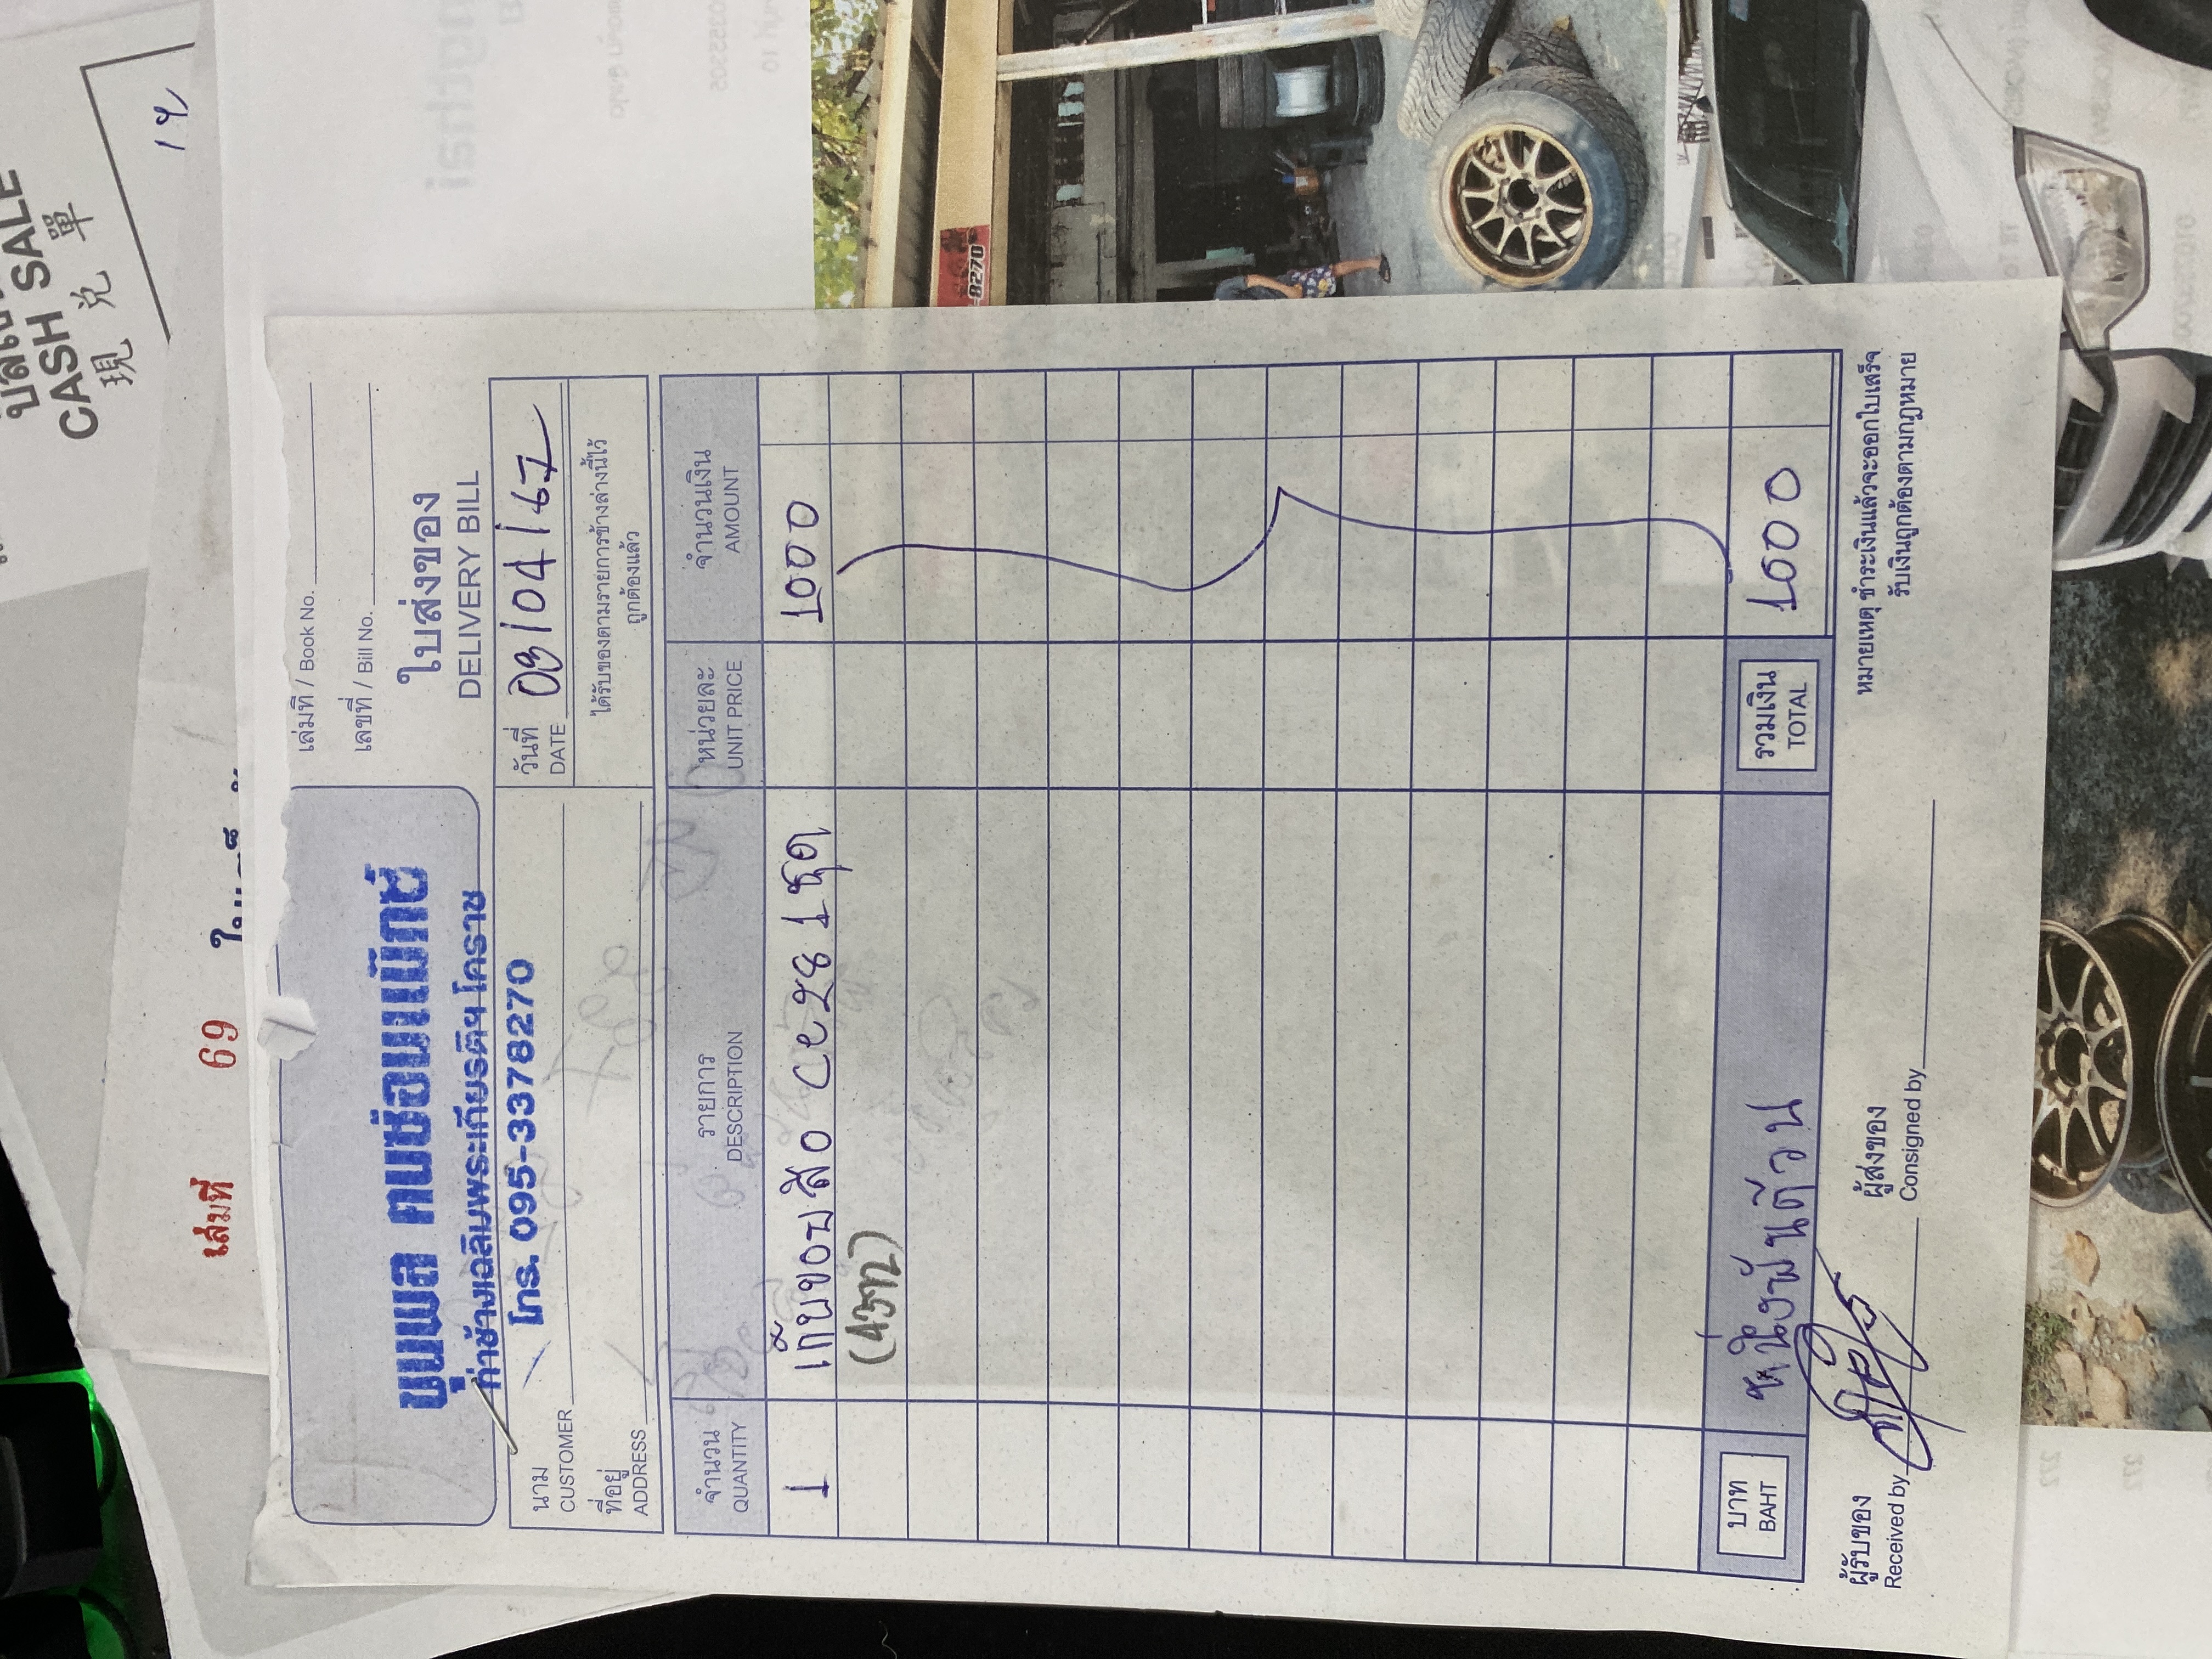 เล่มที่ / Book No.
เลขที่ / Bill No.
ขุนพล คนซ่อมแม็กซ์
ท่าช้างเฉลิมพระเกียรติฯ โคราช
โทร. 095-3378270
ใบส่งของ
DELIVERY BILL
นาม
CUSTOMER
วันที่
DATE 03/04/67
ที่อยู่
ADDRESS
ได้รับของตามรายการข้างล่างนี้ไว้
ถูกต้องแล้ว
จำนวน รายการ หน่วยละ จำนวนเงิน
QUANTITY DESCRIPTION UNIT PRICE AMOUNT
1 เก็บขอบสีอ ce28 1ชุด 1000
บาท
BAHT
หนึ่งพันถ้วน
รวมเงิน
TOTAL
1000
ผู้รับของ
Received by
ผู้ส่งของ
Consigned by
หมายเหตุ ชำระเงินแล้วจะออกใบเสร็จ
รับเงินถูกต้องตามกฎหมาย
เล่มที่ 69
CASH SALE
現 兌 單
-8270